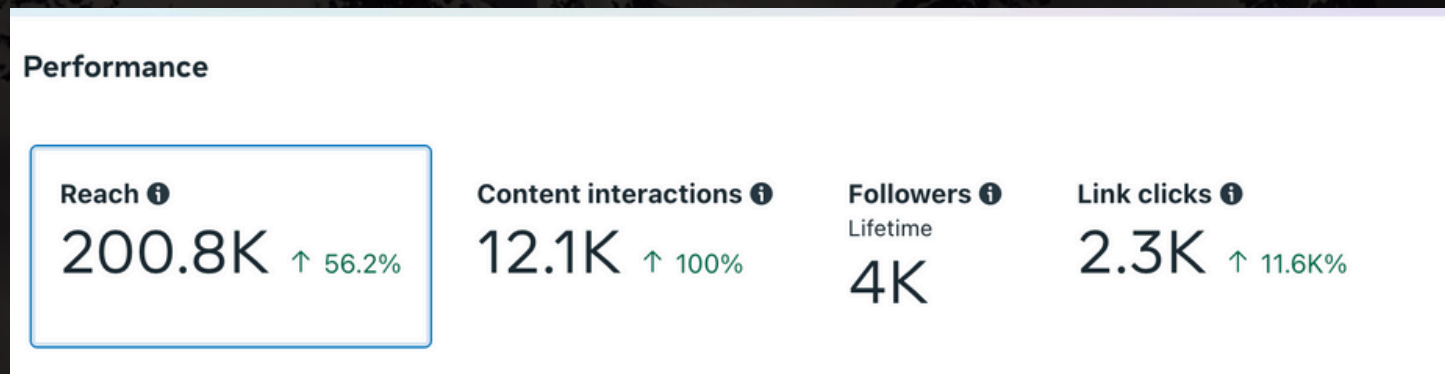 Performance
Reach
200.8K ↑ 56.2%
Content interactions
12.1K ↑ 100%
Followers
Lifetime
4K
Link clicks
2.3K ↑ 11.6K%